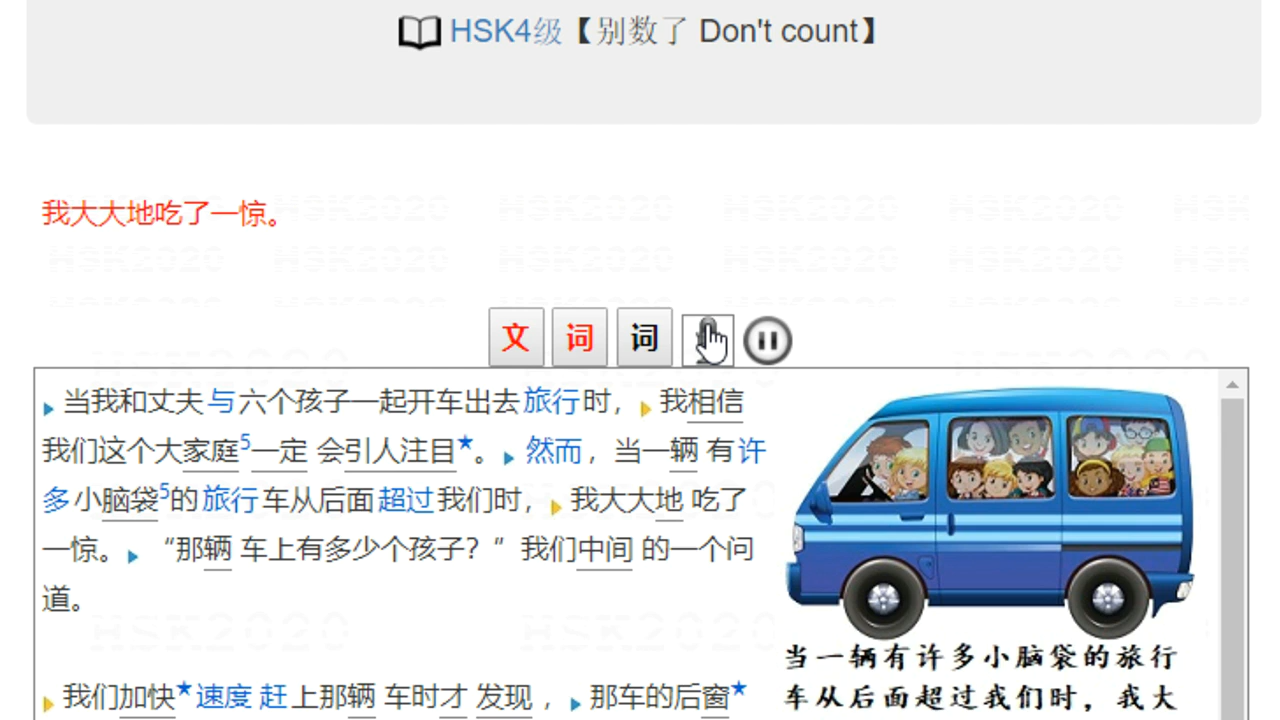 HSK4级【别数了 Don't count】
我大大地吃了一惊。
文 词 词
当我和丈夫与六个孩子一起开车出去旅行时，我相信
我们这个大家庭5一定 会引人注目★。然而，当一辆 有许
多小脑袋5的旅行车从后面超过我们时，我大大地 吃了
一惊。“那辆 车上有多少个孩子？”我们中间 的一个问
道。
我们加快★速度 赶上那辆 车时才 发现，那车的后窗★
当一辆有许多小脑袋的旅行
车从后面超过我们时，我大
HSK2020